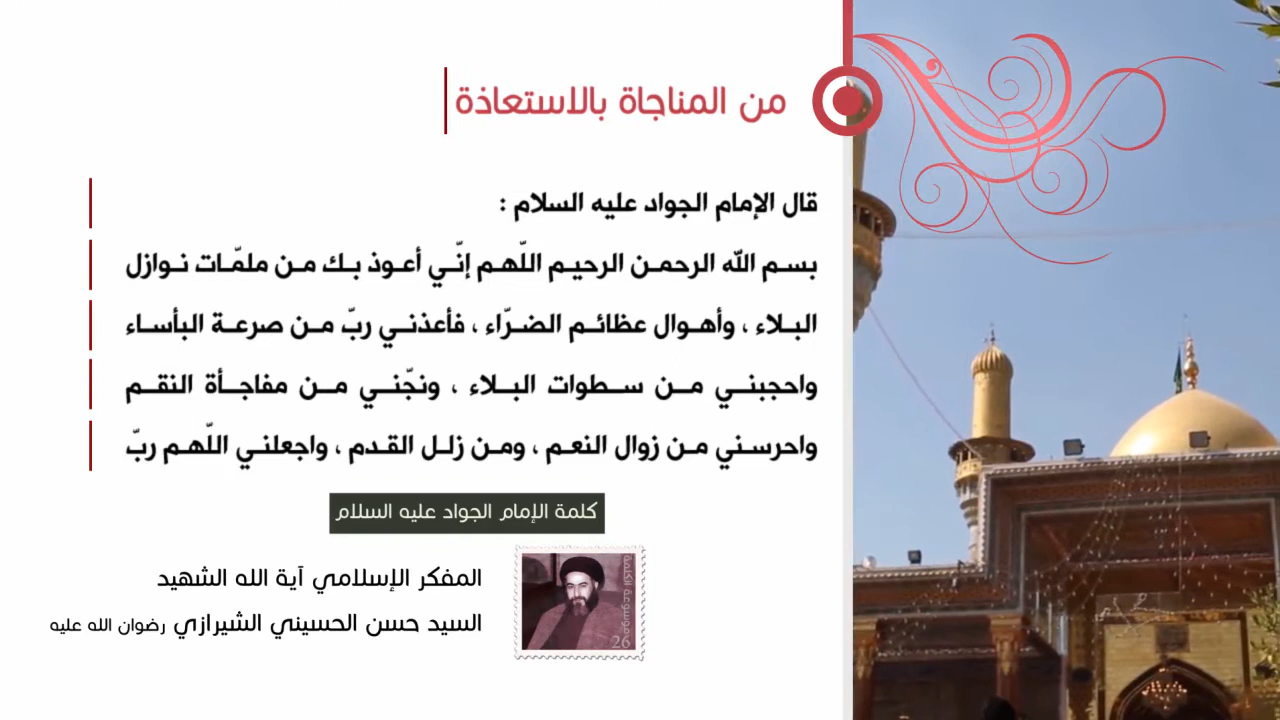 من المناجاة بالاستعاذة
قال الإمام الجواد عليه السلام :
بسم الله الرحمن الرحيم اللّهم إنّي أعوذ بك من ملمّات نوازل
البلاء ، وأهوال عظائم الضرّاء ، فأعذني ربّ من صرعة البأساء
واحجبني من سطوات البلاء ، ونجّني من مفاجأة النقم
واحرسني من زوال النعم ، ومن زلل القدم ، واجعلني اللّهم ربّ
كلمة الإمام الجواد عليه السلام
المفكر الإسلامي آية الله الشهيد
السيد حسن الحسيني الشيرازي رضوان الله عليه
موسوعة الكلمة
26